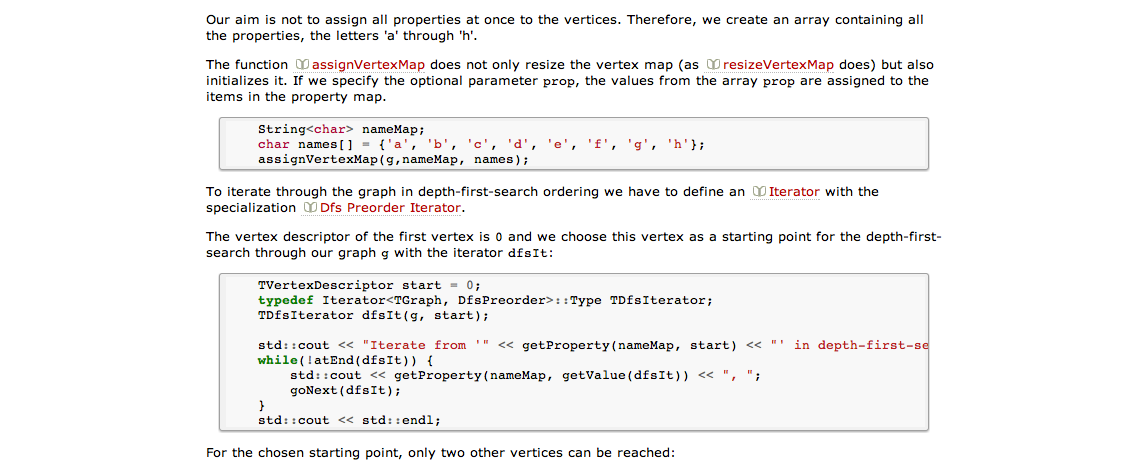 Our aim is not to assign all properties at once to the vertices. Therefore, we create an array containing all
the properties, the letters 'a' through 'h'.
The function assignVertexMap does not only resize the vertex map (as resizeVertexMap does) but also
initializes it. If we specify the optional parameter prop, the values from the array prop are assigned to the
items in the property map.
String<char> nameMap;
char names[] = {'a', 'b', 'c', 'd', 'e', 'f', 'g', 'h'};
assignVertexMap(g,nameMap, names);
To iterate through the graph in depth-first-search ordering we have to define an Iterator with the
specialization Dfs Preorder Iterator.
The vertex descriptor of the first vertex is 0 and we choose this vertex as a starting point for the depth-first-
search through our graph g with the iterator dfsIt:
TVertexDescriptor start = 0;
typedef Iterator<TGraph, DfsPreorder>::Type TDfsIterator;
TDfsIterator dfsIt(g, start);
std::cout << "Iterate from '" << getProperty(nameMap, start) << "' in depth-first-se
while(!atEnd(dfsIt)) {
std::cout << getProperty(nameMap, getValue(dfsIt)) << ", ";
goNext(dfsIt);
}
std::cout << std::endl;
For the chosen starting point, only two other vertices can be reached: